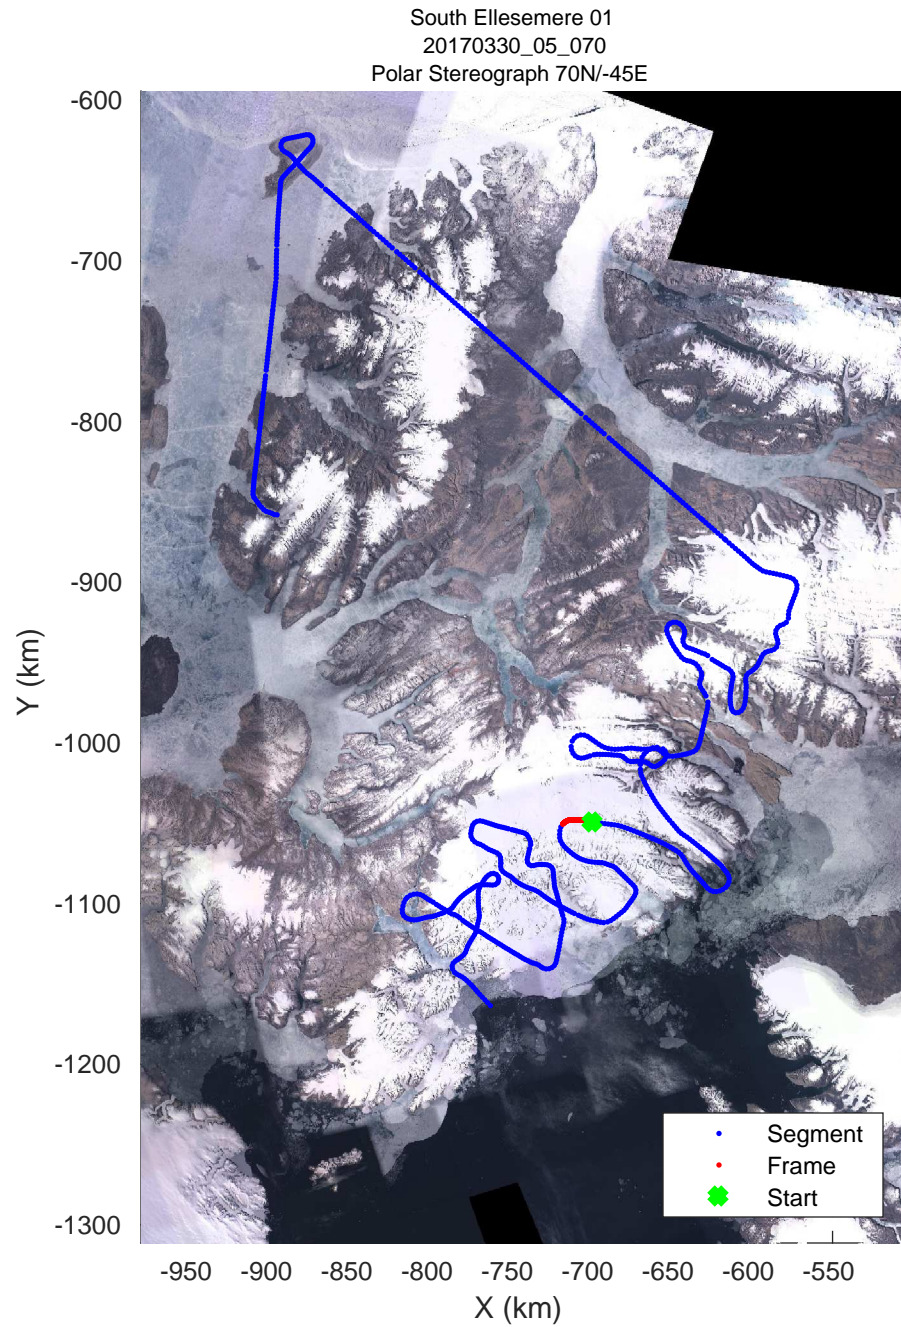 South Ellesemere 01
20170330_05_070
Polar Stereograph 70N/-45E
-600
-700
-800
-900
-1000
-1100
-1200
-1300
Y (km)
Segment
Frame
Start
-950 -900 -850 -800 -750 -700 -650 -600 -550
X (km)